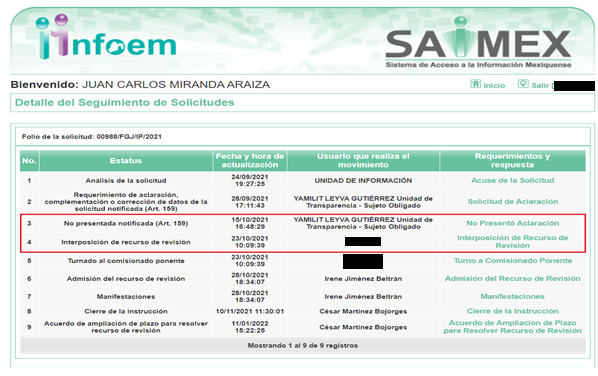 infoem
SAIMEX
Sistema de Acceso a la Información Mexiquense
Bienvenido: JUAN CARLOS MIRANDA ARAIZA
Inicio Salir [
Detalle del Seguimiento de Solicitudes
Folio de la solicitud: 00988/FGJ/IP/2021
No. Estatus Fecha y hora de actualización Usuario que realiza el movimiento Requerimientos y respuesta
1 Análisis de la solicitud 24/09/2021 19:27:25 UNIDAD DE INFORMACIÓN Acuse de la Solicitud
2 Requerimiento de aclaración, complementación o corrección de datos de la solicitud notificada (Art. 159) 28/09/2021 17:11:43 YAMILIT LEYVA GUTIÉRREZ Unidad de Transparencia - Sujeto Obligado Solicitud de Aclaración
3 No presentada notificada (Art. 159) 15/10/2021 16:48:29 YAMILIT LEYVA GUTIÉRREZ Unidad de Transparencia - Sujeto Obligado No Presentó Aclaración
4 Interposición de recurso de revisión 23/10/2021 10:09:39 Interposición de Recurso de Revisión
5 Turnado al comisionado ponente 23/10/2021 10:09:39 Turno a Comisionado Ponente
6 Admisión del recurso de revisión 28/10/2021 18:34:07 Irene Jiménez Beltrán Admisión del Recurso de Revisión
7 Manifestaciones 28/10/2021 18:34:07 Irene Jiménez Beltrán Manifestaciones
8 Cierre de la instrucción 10/11/2021 11:30:01 César Martínez Bojorges Cierre de la Instrucción
9 Acuerdo de ampliación de plazo para resolver recurso de revisión 11/01/2022 15:22:25 César Martínez Bojorges Acuerdo de Ampliacion de Plazo para Resolver Recurso de Revisión
Mostrando 1 al 9 de 9 registros